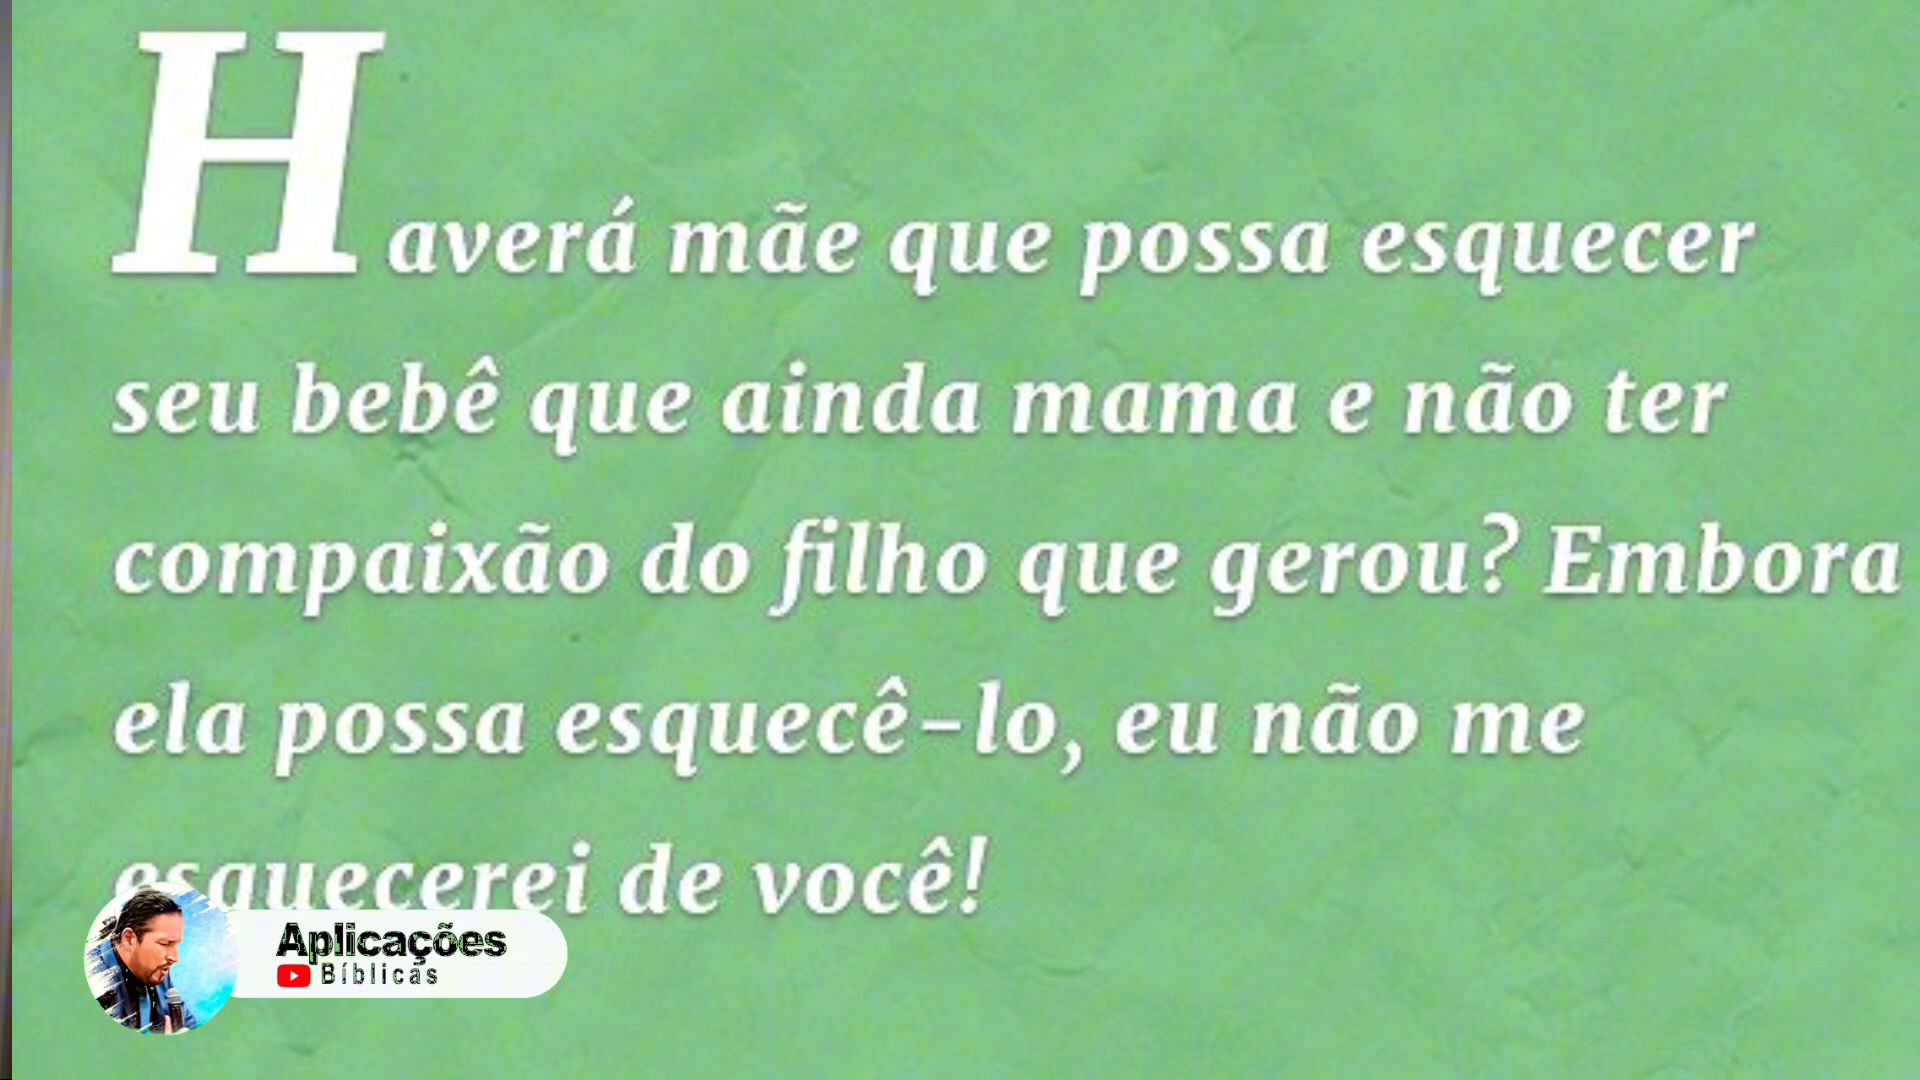 Haverá mãe que possa esquecer
seu bebê que ainda mama e não ter
compaixão do filho que gerou? Embora
ela possa esquecê-lo, eu não me
esquecerei de você!
Aplicações
Bíblicas